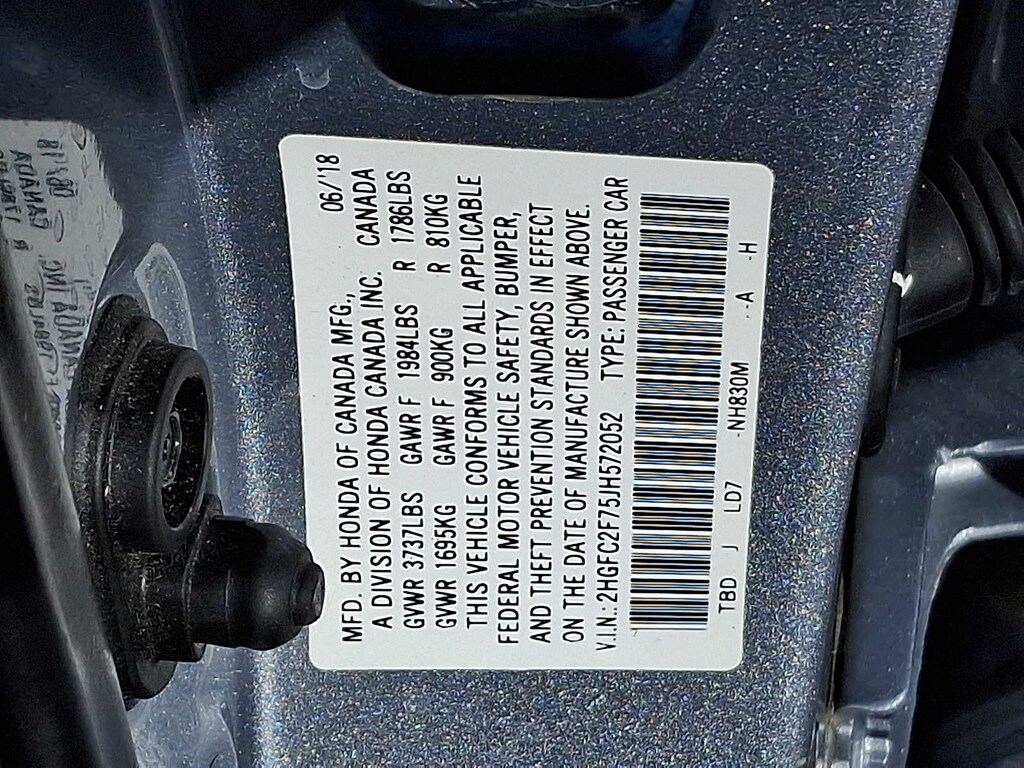 06/'18
MFD. BY HONDA OF CANADA MFG.,
A DIVISION OF HONDA CANADA INC. CANADA
GVWR 3737LBS GAWR F 1984LBS R 1786LBS
GVWR 1695KG GAWR F 900KG R 810KG
THIS VEHICLE CONFORMS TO ALL APPLICABLE
FEDERAL MOTOR VEHICLE SAFETY, BUMPER,
AND THEFT PREVENTION STANDARDS IN EFFECT
ON THE DATE OF MANUFACTURE SHOWN ABOVE.
V.I.N.: 2HGFC2F75JH572052 TYPE: PASSENGER CAR
TBD J LD7 -NH830M - -A -H